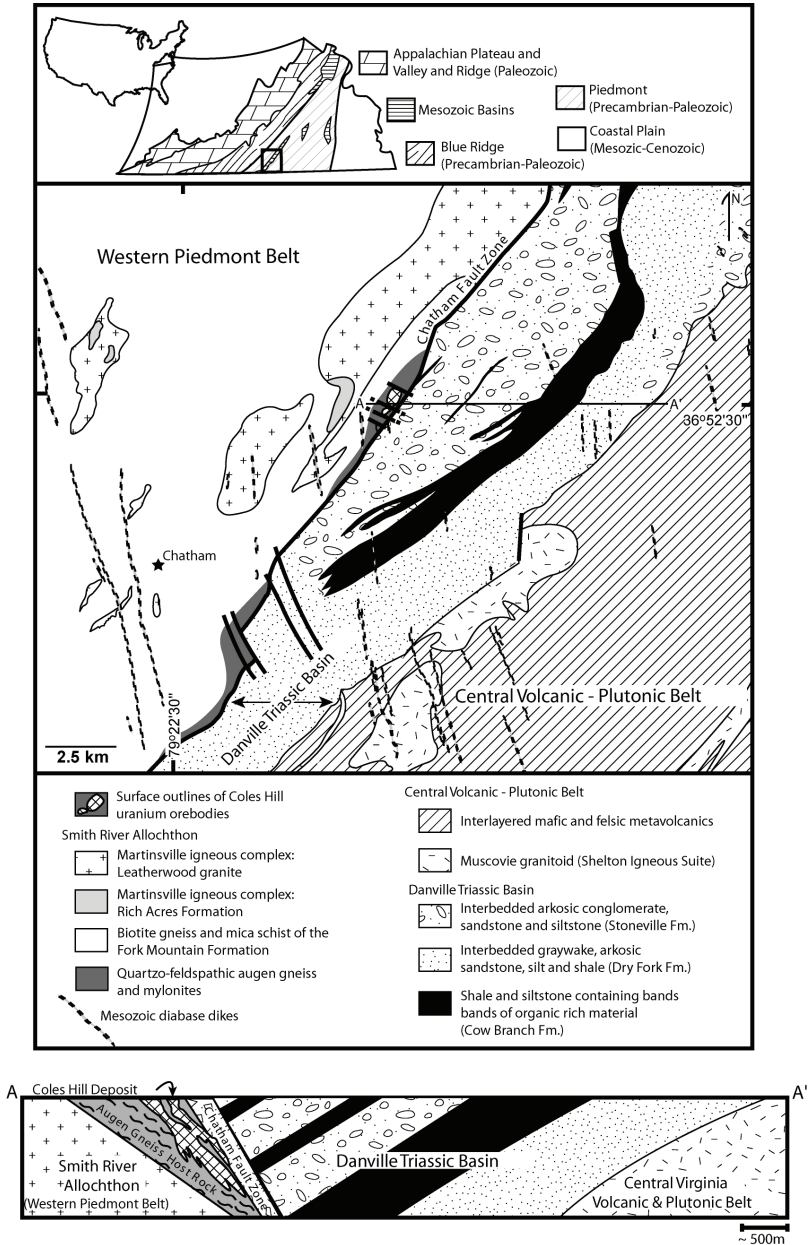 Appalachian Plateau and
Valley and Ridge (Paleozoic)
Mesozoic Basins
Blue Ridge
(Precambrian-Paleozoic)
Piedmont
(Precambrian-Paleozoic)
Coastal Plain
(Mesozic-Cenozoic)
N
Western Piedmont Belt
Chatham Fault Zone
A
A'
36º52'30"
Chatham
Danville Triassic Basin
Central Volcanic - Plutonic Belt
79º22'30"
2.5 km
Surface outlines of Coles Hill
uranium orebodies
Smith River Allochthon
Martinsville igneous complex:
Leatherwood granite
Martinsville igneous complex:
Rich Acres Formation
Biotite gneiss and mica schist of the
Fork Mountain Formation
Quartzo-feldspathic augen gneiss
and mylonites
Mesozoic diabase dikes
Central Volcanic - Plutonic Belt
Interlayered mafic and felsic metavolcanics
Muscovie granitoid (Shelton Igneous Suite)
Danville Triassic Basin
Interbedded arkosic conglomerate,
sandstone and siltstone (Stoneville Fm.)
Interbedded graywake, arkosic
sandstone, silt and shale (Dry Fork Fm.)
Shale and siltstone containing bands
bands of organic rich material
(Cow Branch Fm.)
A
Coles Hill Deposit
A'
Augen Gneiss Host Rock
Chatham Fault Zone
Smith River
Allochthon
(Western Piedmont Belt)
Danville Triassic Basin
Central Virginia
Volcanic & Plutonic Belt
~ 500m